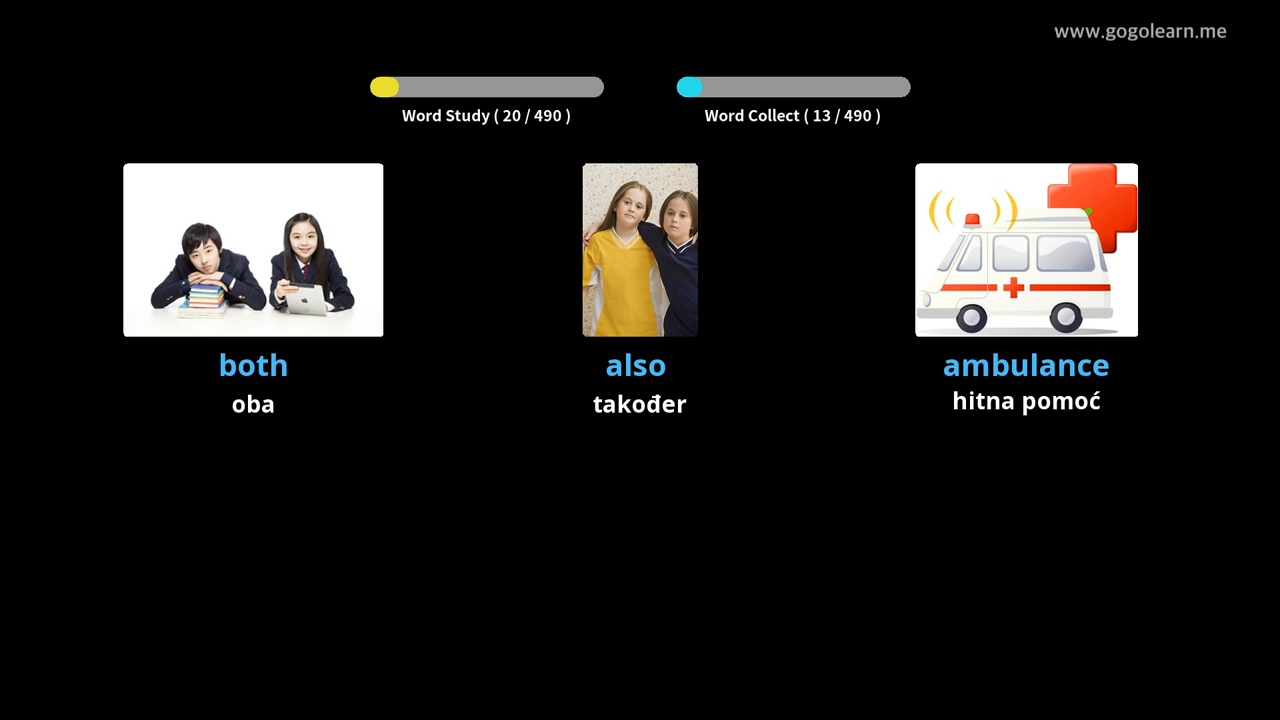 www.gogolearn.me
Word Study ( 20 / 490 )
Word Collect ( 13 / 490 )
both
also
ambulance
oba
također
hitna pomoć